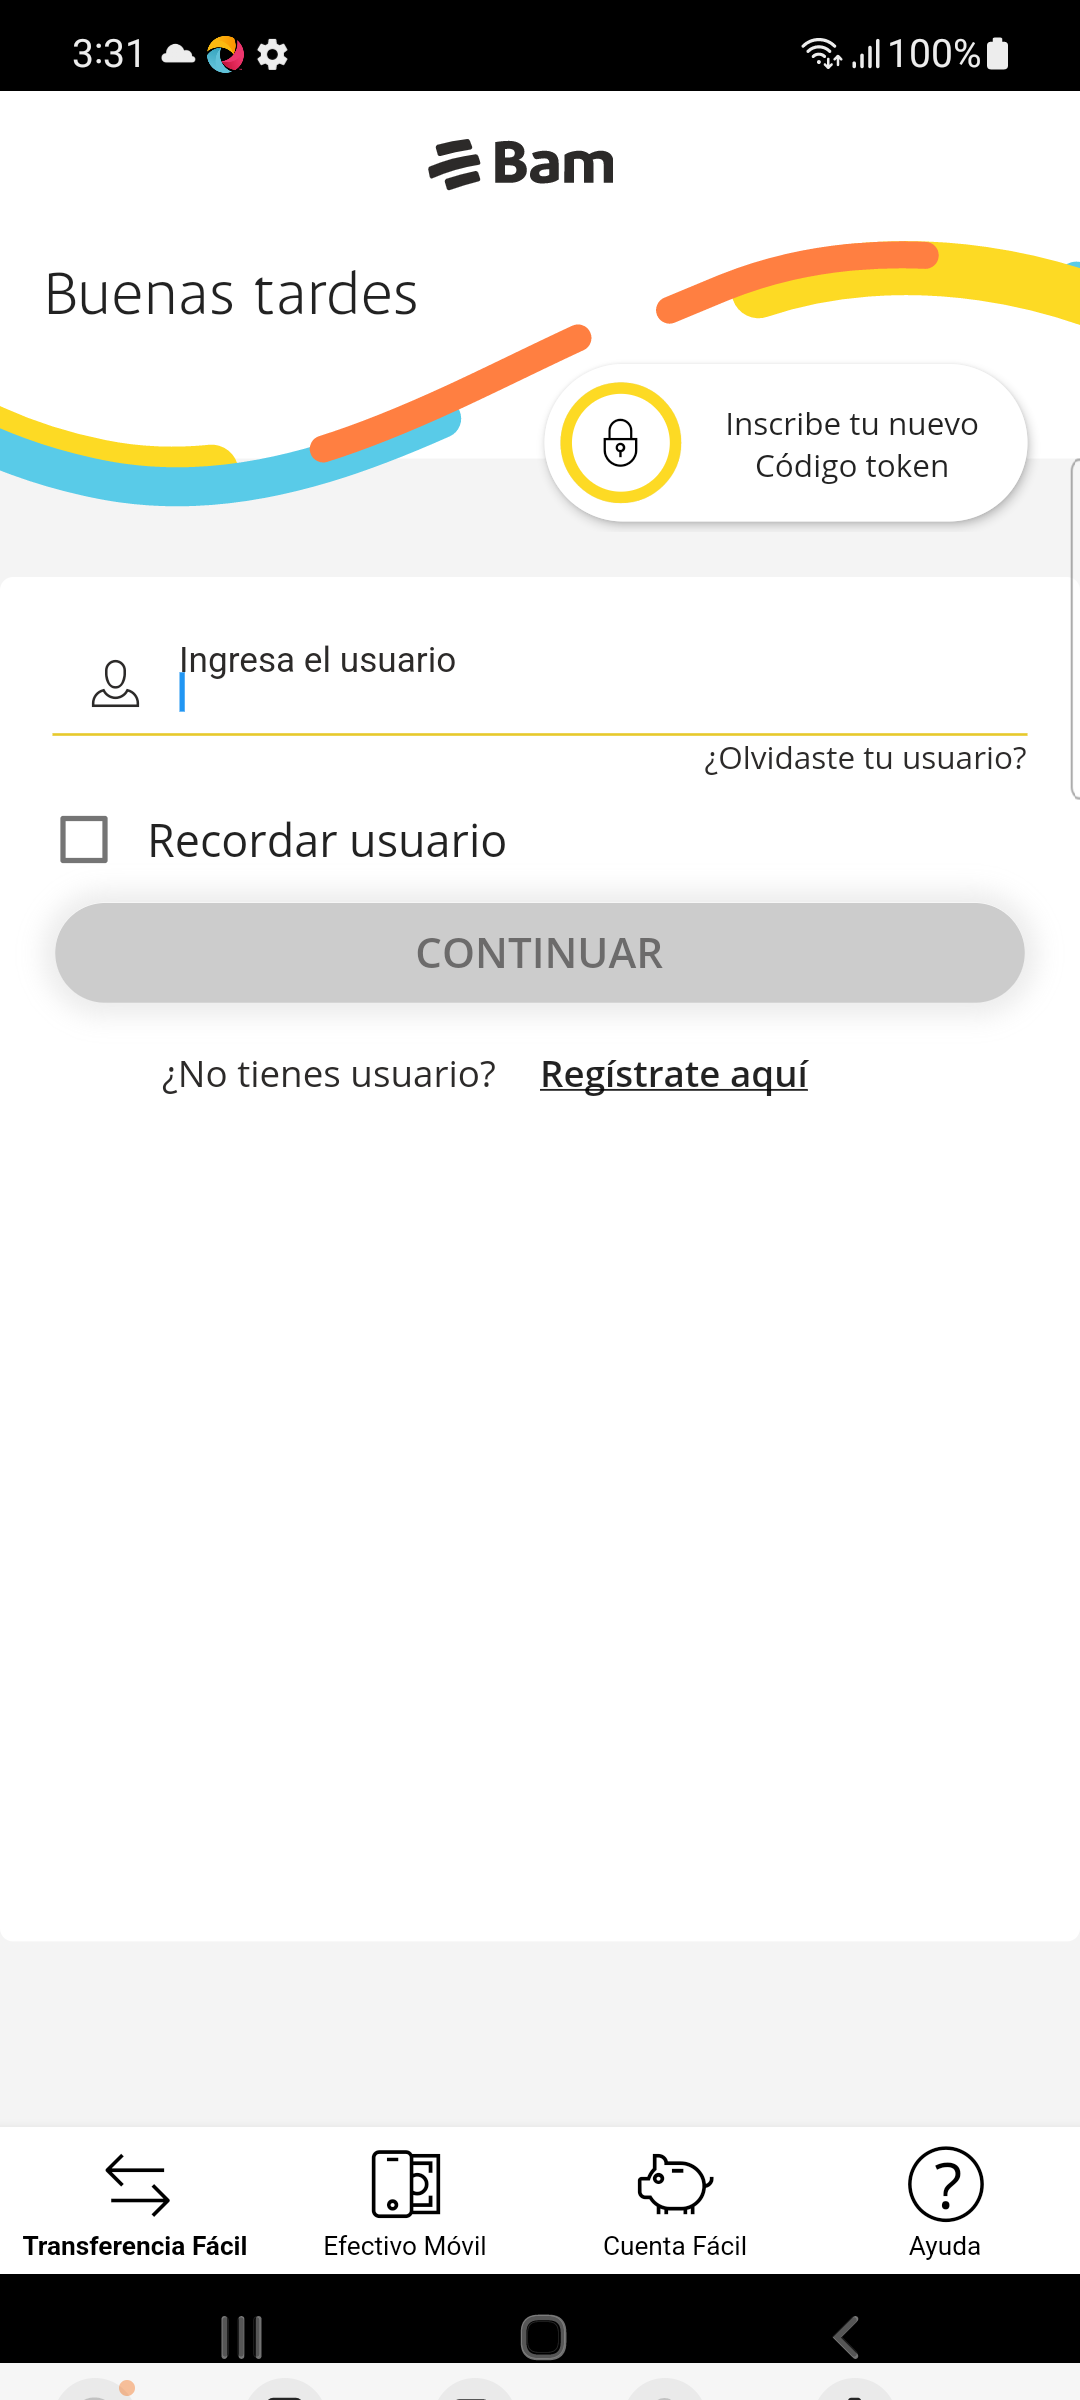 3:31
100%
Bam
Buenas tardes
Inscribe tu nuevo
Código token
Ingresa el usuario
¿Olvidaste tu usuario?
Recordar usuario
CONTINUAR
¿No tienes usuario? Regístrate aquí
Transferencia Fácil
Efectivo Móvil
Cuenta Fácil
Ayuda